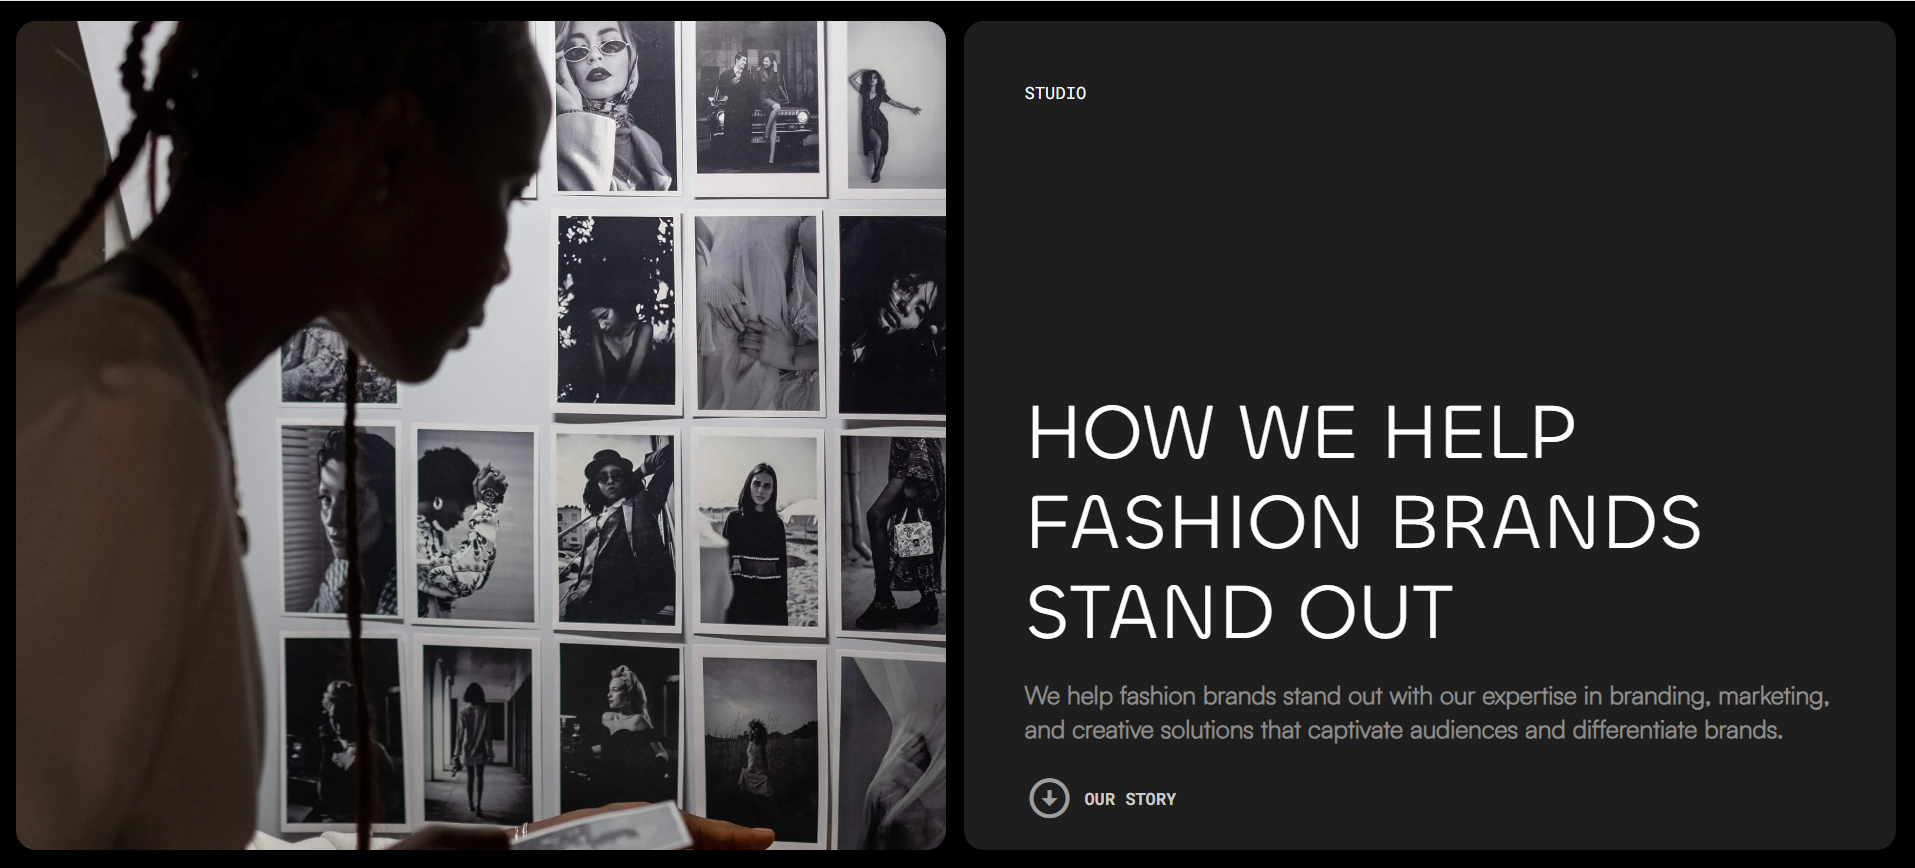 STUDIO
HOW WE HELP
FASHION BRANDS
STAND OUT
We help fashion brands stand out with our expertise in branding, marketing,
and creative solutions that captivate audiences and differentiate brands.
OUR STORY